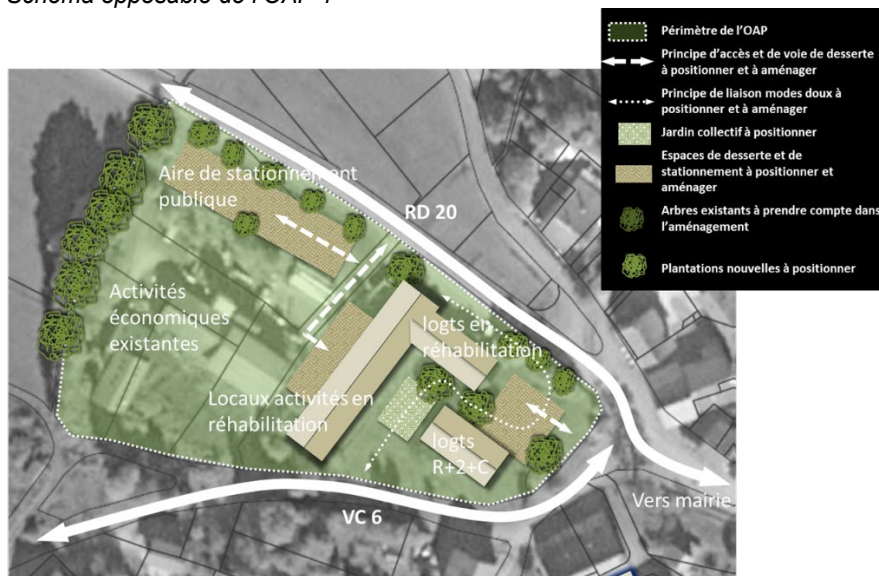 Schéma opposable de l'OAP 1
Périmètre de l'OAP
Principe d'accès et de voie de desserte
à positionner et à aménager
Principe de liaison modes doux à
positionner et à aménager
Jardin collectif à positionner
Espaces de desserte et de
stationnement à positionner et
aménager
Arbres existants à prendre compte dans
l'aménagement
Plantations nouvelles à positionner
Aire de stationnement
publique
RD 20
Activités
économiques
existantes
logts en
réhabilitation
Locaux activités en
réhabilitation
logts
R+2+C
Vers mairie
VC 6